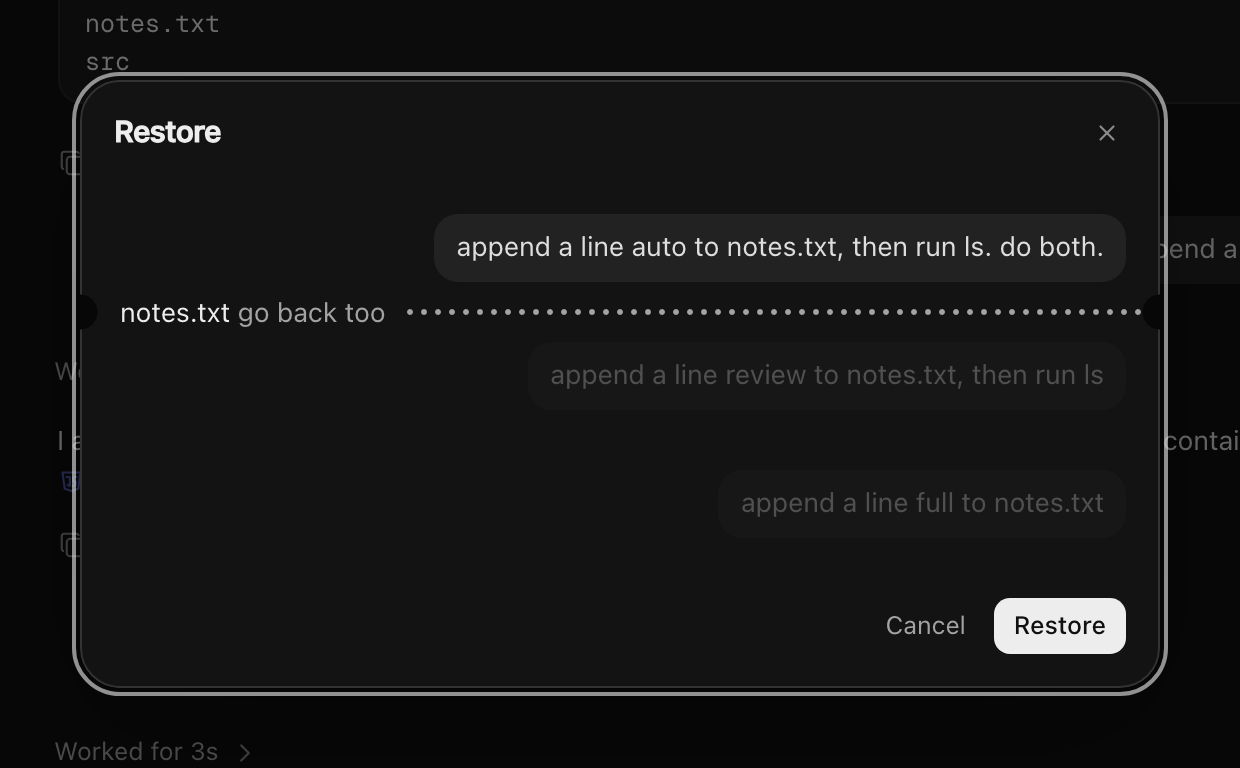 notes.txt
src
Restore
append a line auto to notes.txt, then run ls. do both.
notes.txt go back too
append a line review to notes.txt, then run ls
I
contai
append a line full to notes.txt
Cancel
Restore
Worked for 3s